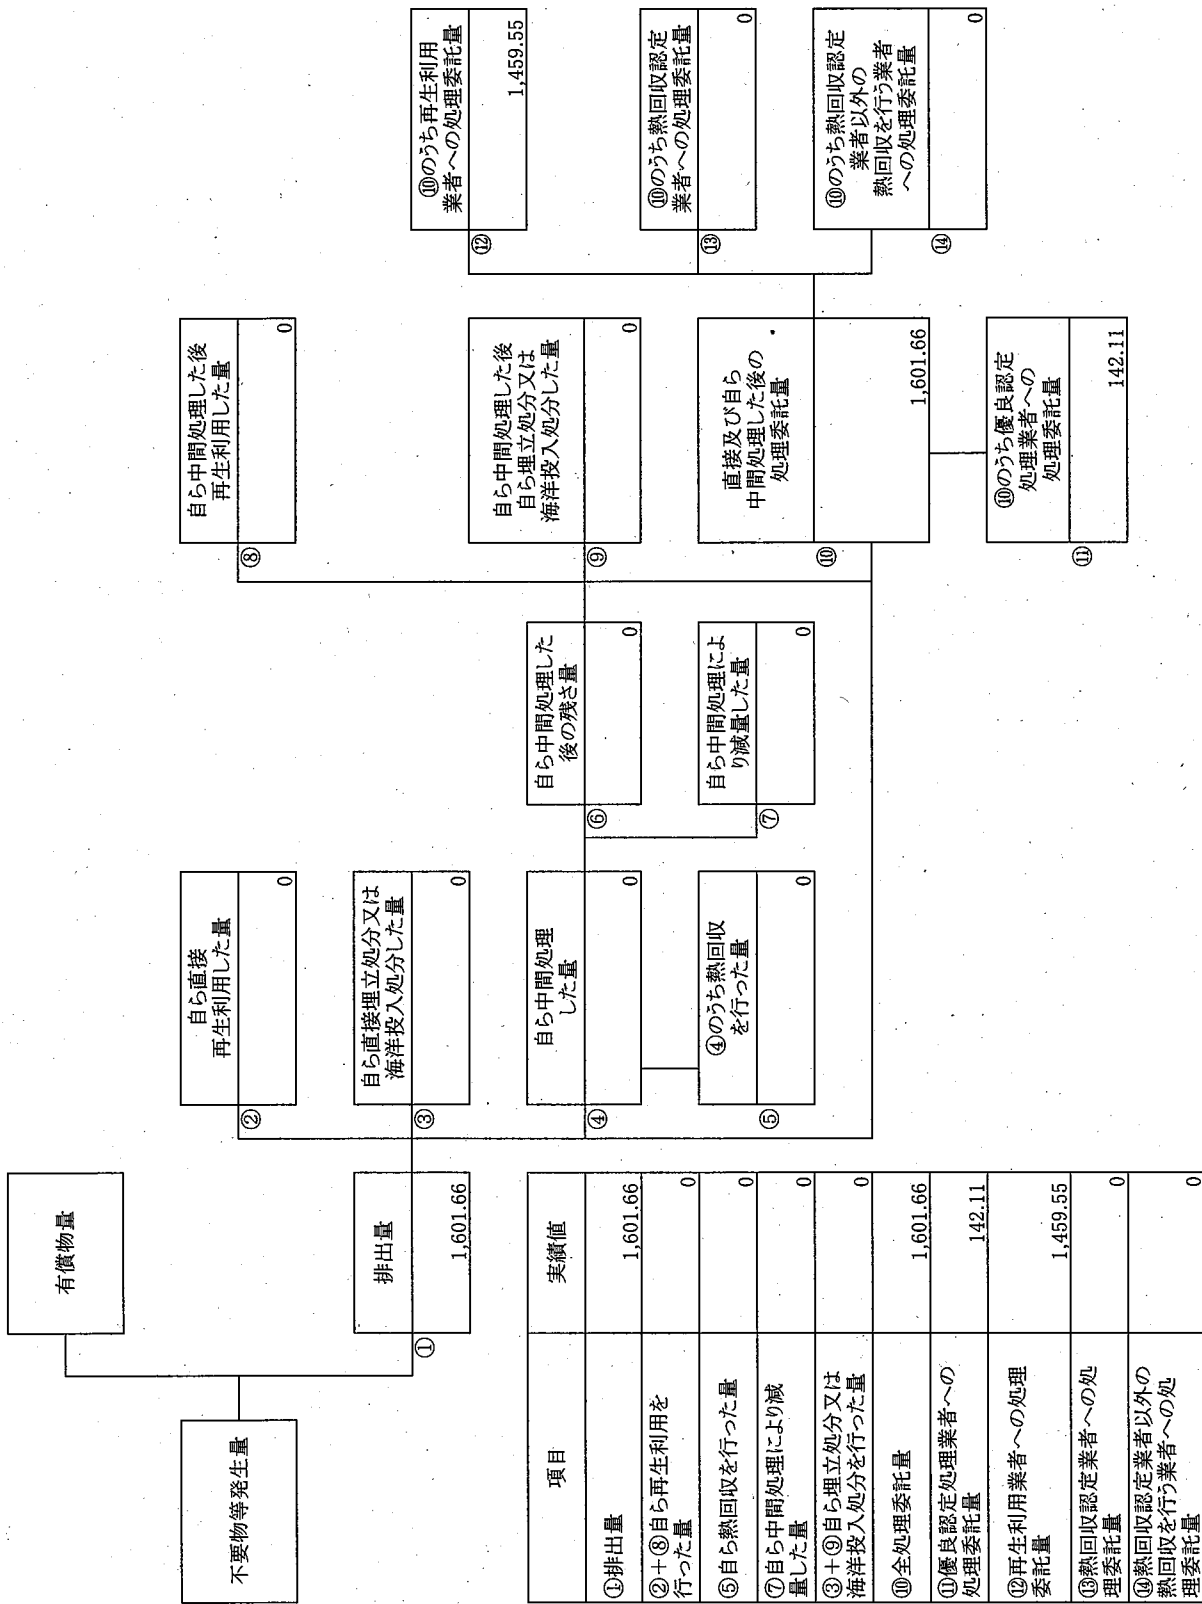 不要物等発生量
有償物量
排出量
①
1,601.66
自ら直接
再生利用した量
②
0
自ら直接埋立処分又は
海洋投入処分した量
③
0
自ら中間処理
した量
④
0
④のうち熱回収
を行った量
⑤
0
自ら中間処理した
後の残さ量
⑥
0
自ら中間処理によ
り減量した量
⑦
0
自ら中間処理した後
再生利用した量
⑧
0
自ら中間処理した後
自ら埋立処分又は
海洋投入処分した量
⑨
0
直接及び自ら
中間処理した後の
処理委託量
⑩
1,601.66
⑩のうち優良認定
処理業者への
処理委託量
⑪
142.11
⑩のうち再生利用
業者への処理委託量
⑫
1,459.55
⑩のうち熱回収認定
業者への処理委託量
⑬
0
⑩のうち熱回収認定
業者以外の
熱回収を行う業者
への処理委託量
⑭
0
項目 実績値
①排出量 1,601.66
②+⑧自ら再生利用を
行った量 0
⑤自ら熱回収を行った量 0
⑦自ら中間処理により減
量した量 0
③+⑨自ら埋立処分又は
海洋投入処分を行った量 0
⑩全処理委託量 1,601.66
⑪優良認定処理業者への
処理委託量 142.11
⑫再生利用業者への処理
委託量 1,459.55
⑬熱回収認定業者への処
理委託量 0
⑭熱回収認定業者以外の
熱回収を行う業者への処
理委託量 0